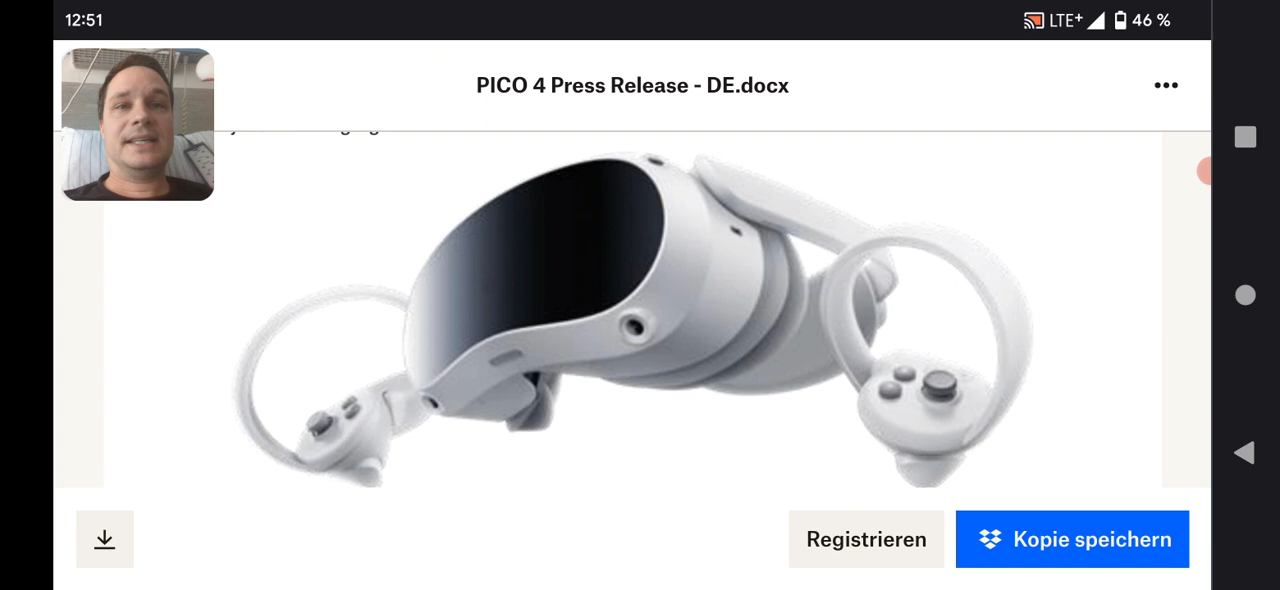 12:51
LTE+ 46 %
PICO 4 Press Release - DE.docx
Registrieren
Kopie speichern